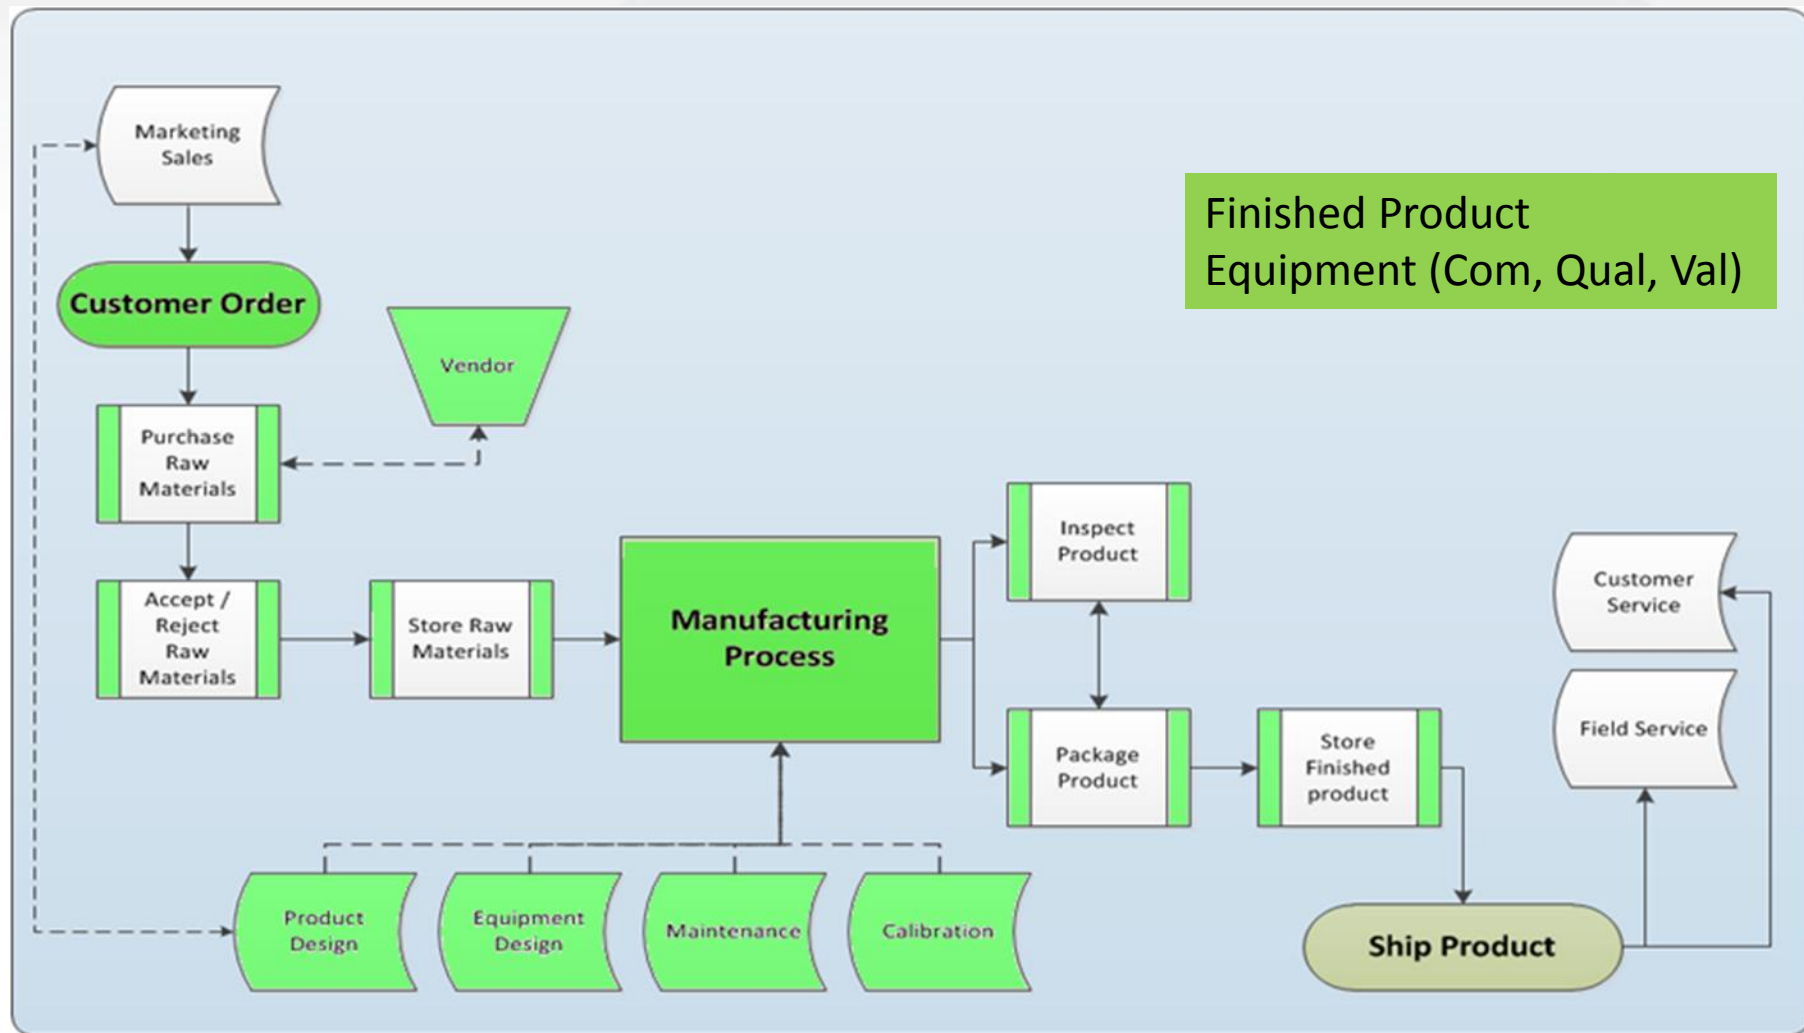 Marketing
Sales
Finished Product
Equipment (Com, Qual, Val)
Customer Order
Vendor
Purchase
Raw
Materials
Inspect
Product
Accept /
Reject
Raw
Materials
Store Raw
Materials
Manufacturing
Process
Customer
Service
Package
Product
Store
Finished
product
Field Service
Product
Design
Equipment
Design
Maintenance
Calibration
Ship Product